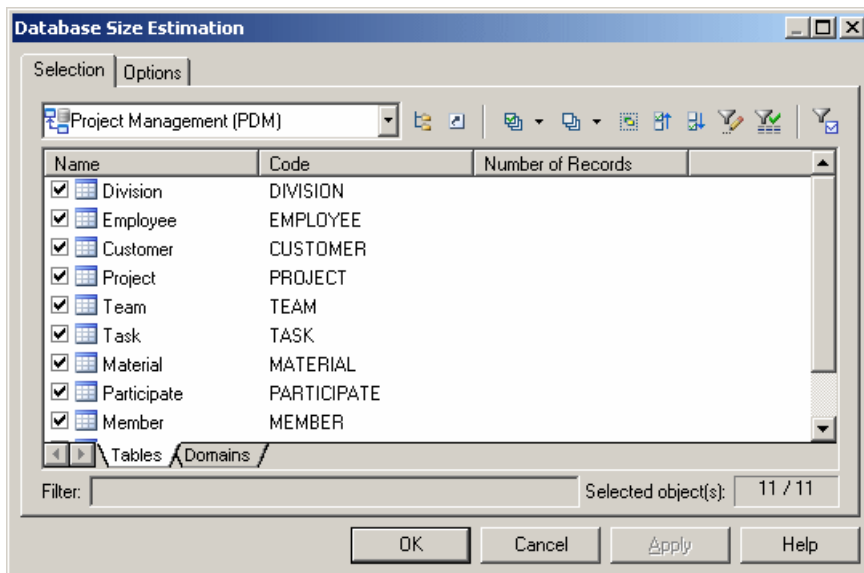 Database Size Estimation
Selection Options
Project Management (PDM)
Name Code Number of Records
Division DIVISION
Employee EMPLOYEE
Customer CUSTOMER
Project PROJECT
Team TEAM
Task TASK
Material MATERIAL
Participate PARTICIPATE
Member MEMBER
Tables Domains
Filter: Selected object(s): 11 / 11
OK Cancel Apply Help